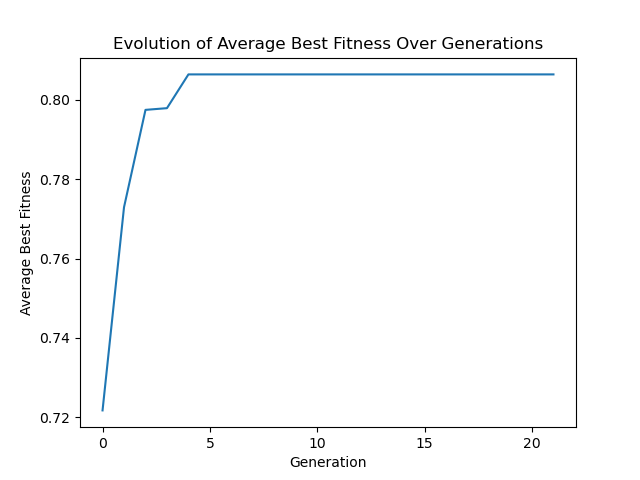 Evolution of Average Best Fitness Over Generations
0.80
0.78
0.76
0.74
0.72
Average Best Fitness
0 5 10 15 20
Generation